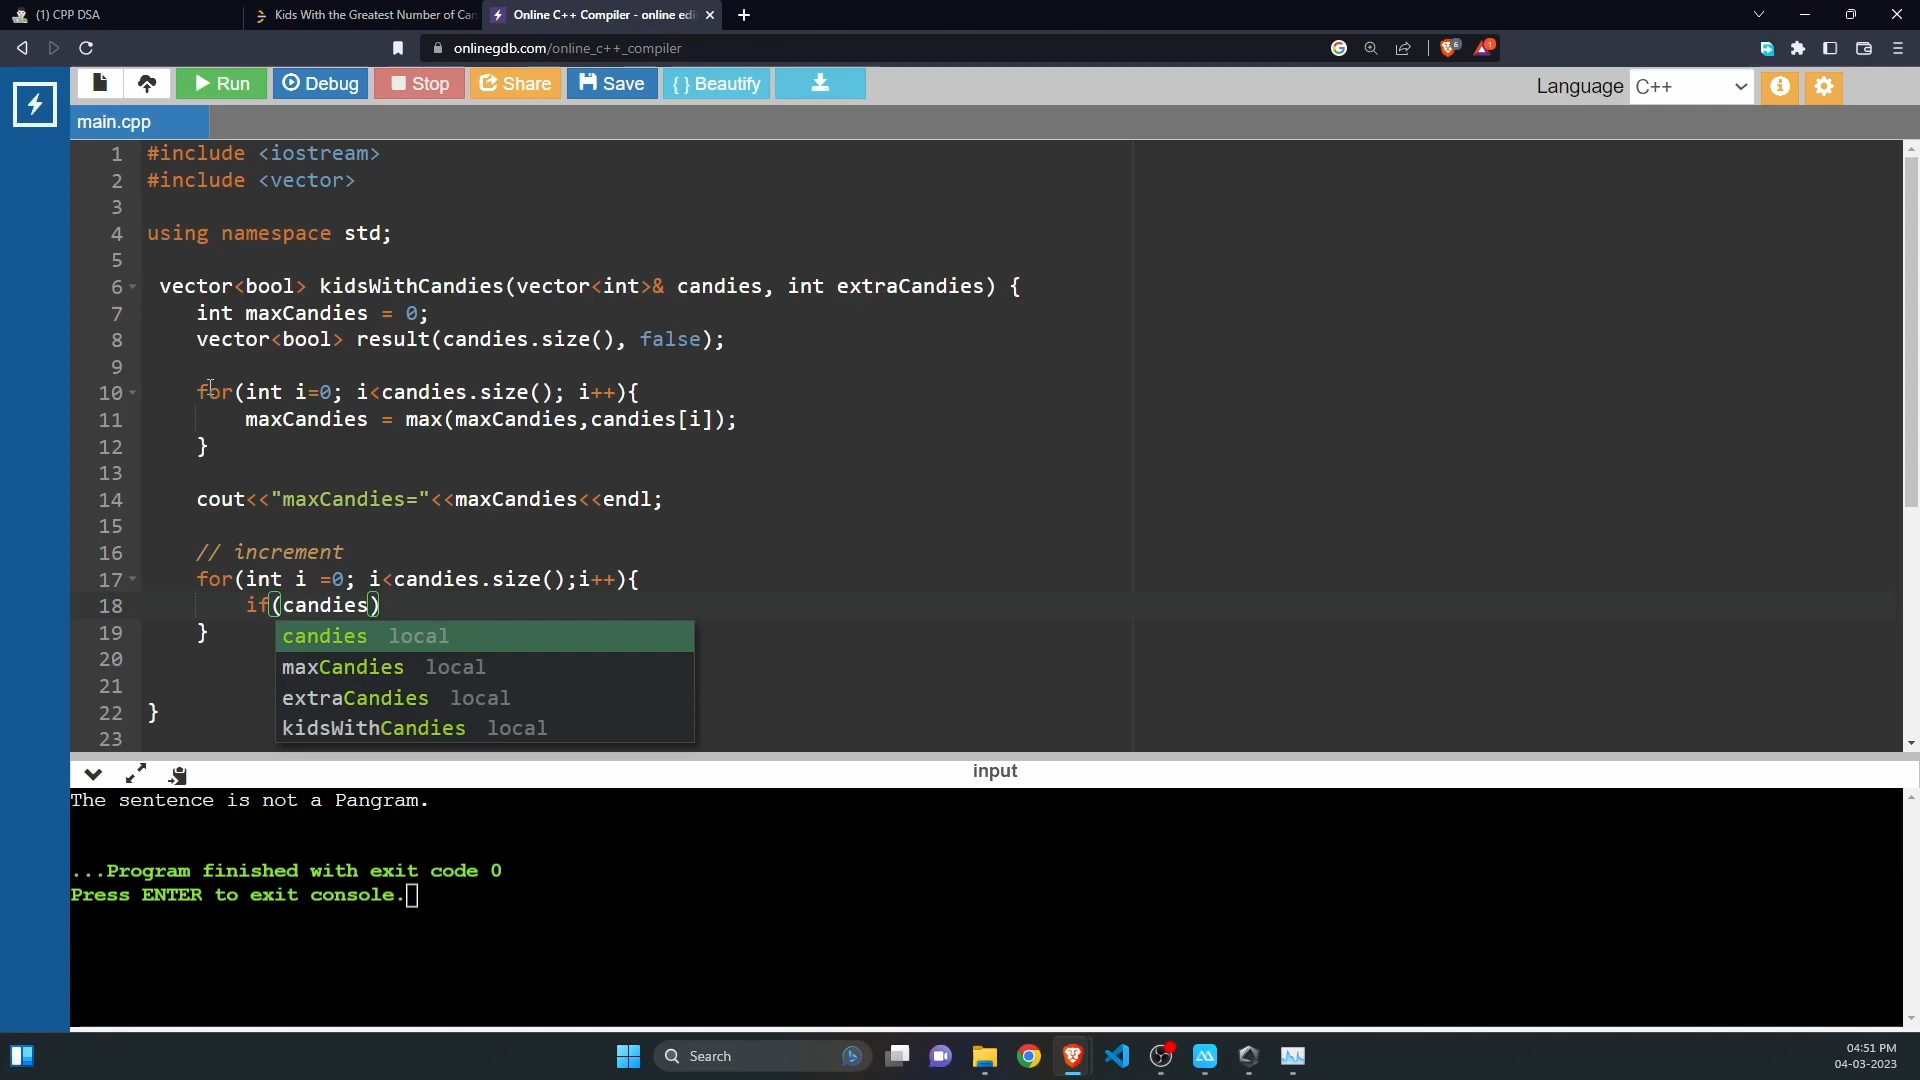 (1) CPP DSA
Kids With the Greatest Number of Can
Online C++ Compiler - online edi
onlinegdb.com/online_c++_compiler
6
1
Run
Debug
Stop
Share
Save
{ } Beautify
Language C++
main.cpp
1 #include <iostream>
2 #include <vector>
3
4 using namespace std;
5
6 vector<bool> kidsWithCandies(vector<int>& candies, int extraCandies) {
7 int maxCandies = 0;
8 vector<bool> result(candies.size(), false);
9
10 for(int i=0; i<candies.size(); i++){
11 maxCandies = max(maxCandies,candies[i]);
12 }
13
14 cout<<"maxCandies="<<maxCandies<<endl;
15
16 // increment
17 for(int i =0; i<candies.size();i++){
18 if(candies)
19 }
candies local
maxCandies local
extraCandies local
kidsWithCandies local
20
21
22 }
23
input
The sentence is not a Pangram.
...Program finished with exit code 0
Press ENTER to exit console.
Search
04:51 PM
04-03-2023